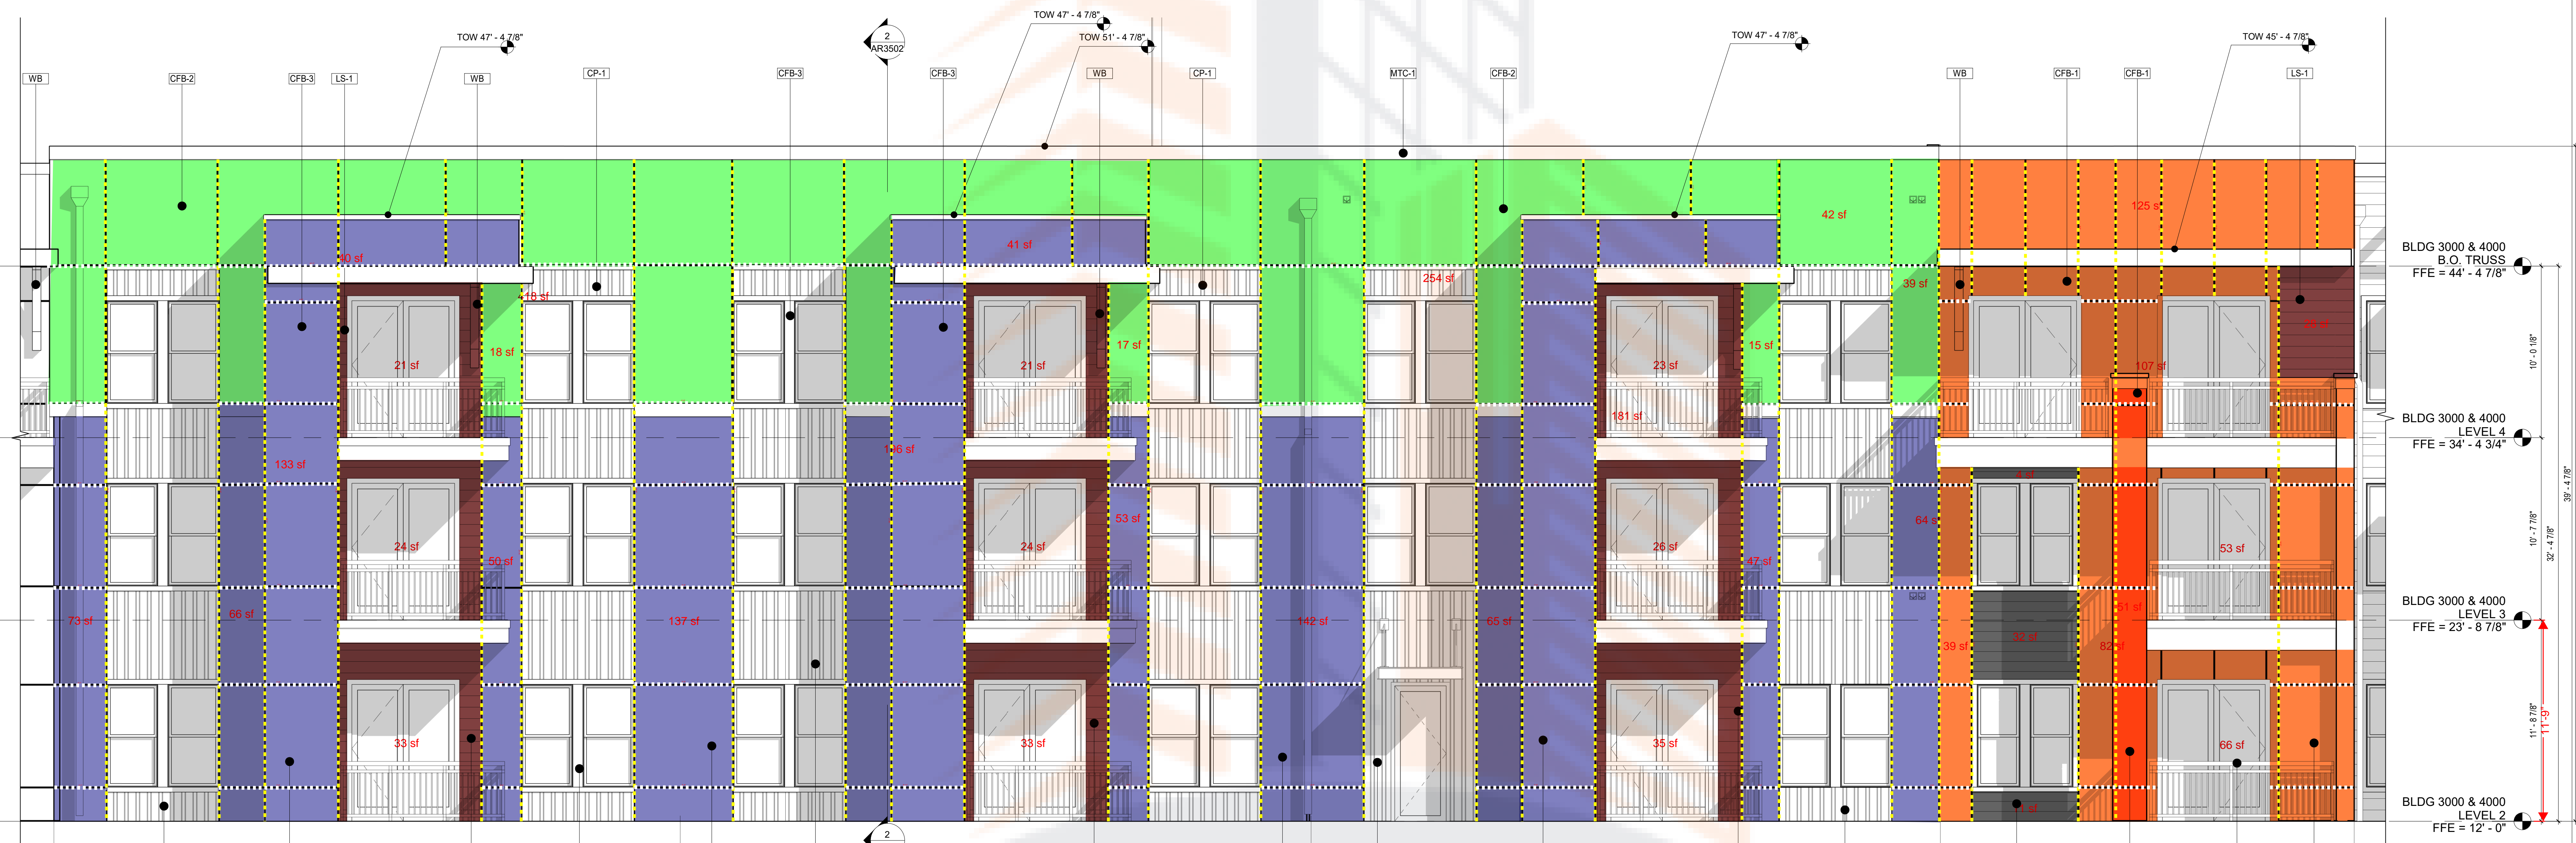 TOW 47' - 4 7/8"
TOW 47' - 4 7/8"
TOW 51' - 4 7/8"
TOW 47' - 4 7/8"
TOW 45' - 4 7/8"
2
AR3502
WB
CFB-2
CFB-3
LS-1
WB
CP-1
CFB-3
CFB-3
WB
CP-1
MTC-1
CFB-2
WB
CFB-1
CFB-1
LS-1
125 s
42 sf
41 sf
40 sf
254 sf
39 sf
18 sf
18 sf
17 sf
15 sf
21 sf
21 sf
23 sf
107 sf
181 sf
133 sf
53 sf
64 s
24 sf
24 sf
26 sf
50 sf
47 sf
53 sf
73 sf
66 sf
137 sf
142 sf
65 sf
51 sf
32 sf
39 sf
82 sf
33 sf
33 sf
35 sf
66 sf
BLDG 3000 & 4000
B.O. TRUSS
FFE = 44' - 4 7/8"
BLDG 3000 & 4000
LEVEL 4
FFE = 34' - 4 3/4"
BLDG 3000 & 4000
LEVEL 3
FFE = 23' - 8 7/8"
BLDG 3000 & 4000
LEVEL 2
FFE = 12' - 0"
10' - 0 1/8"
10' - 7 7/8"
11' - 8 7/8"
11'-9"
32' - 4 7/8"
39' - 4 7/8"
2